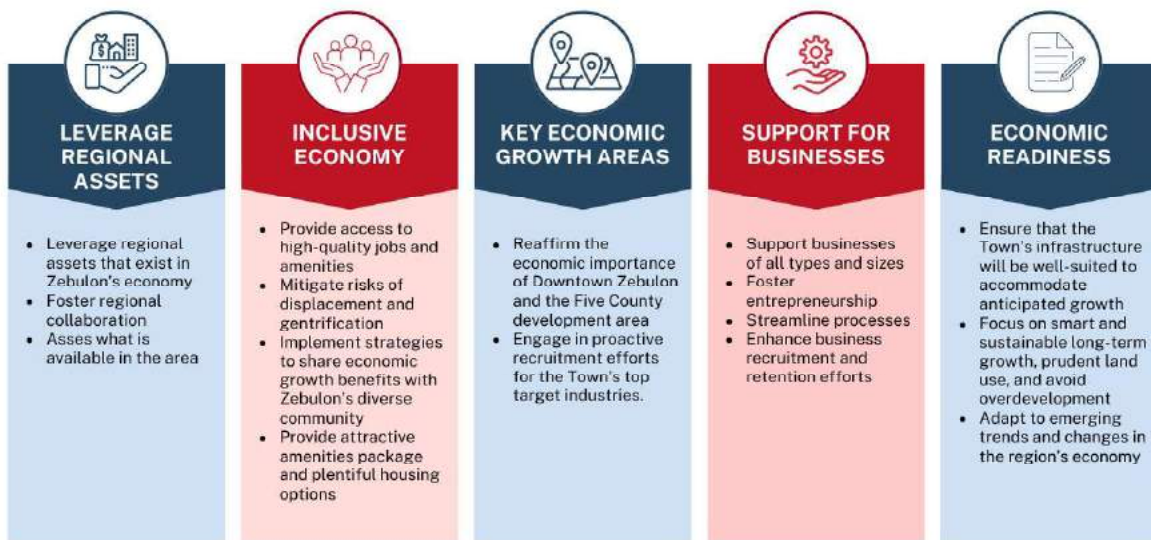 LEVERAGE
REGIONAL
ASSETS
• Leverage regional
assets that exist in
Zebulon's economy
• Foster regional
collaboration
• Asses what is
available in the area
INCLUSIVE
ECONOMY
• Provide access to
high-quality jobs and
amenities
• Mitigate risks of
displacement and
gentrification
• Implement strategies
to share economic
growth benefits with
Zebulon's diverse
community
• Provide attractive
amenities package
and plentiful housing
options
KEY ECONOMIC
GROWTH AREAS
• Reaffirm the
economic importance
of Downtown Zebulon
and the Five County
development area
• Engage in proactive
recruitment efforts
for the Town's top
target industries.
SUPPORT FOR
BUSINESSES
• Support businesses
of all types and sizes
• Foster
entrepreneurship
• Streamline processes
• Enhance business
recruitment and
retention efforts
ECONOMIC
READINESS
• Ensure that the
Town's infrastructure
will be well-suited to
accommodate
anticipated growth
• Focus on smart and
sustainable long-term
growth, prudent land
use, and avoid
overdevelopment
• Adapt to emerging
trends and changes in
the region's economy